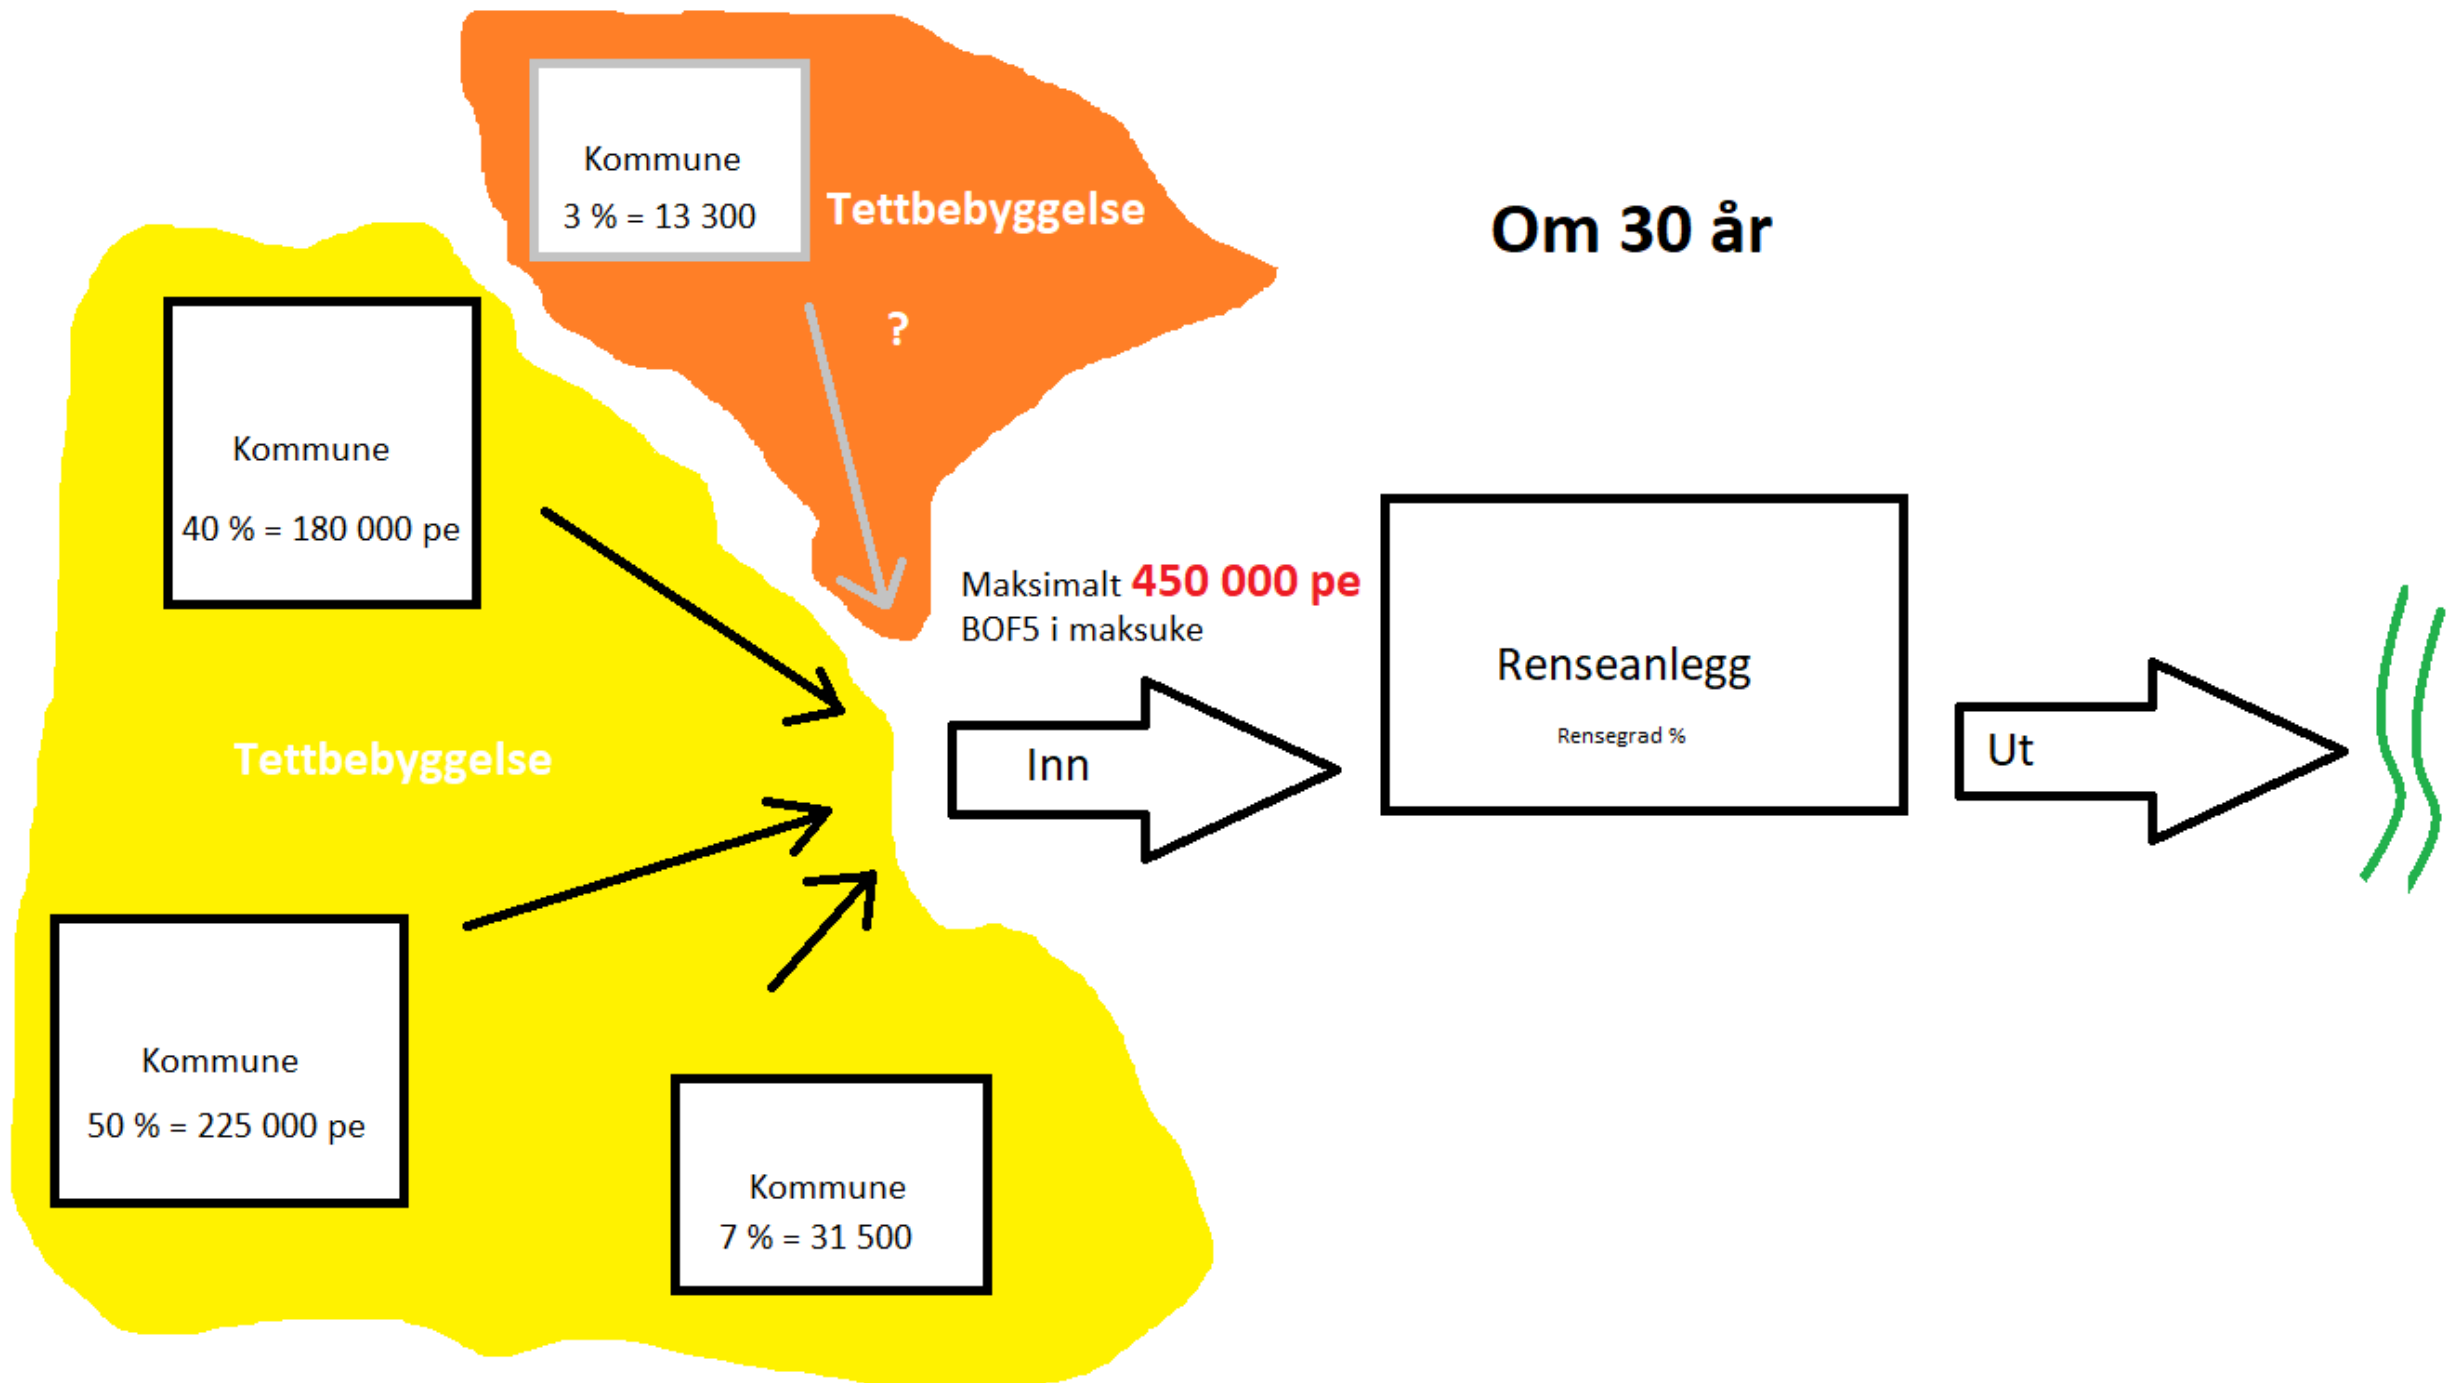 Kommune
3 % = 13 300
Tettbebyggelse
?
Om 30 år
Kommune
40 % = 180 000 pe
Maksimalt 450 000 pe
BOF5 i maksuke
Renseanlegg
Rensegrad %
Inn
Ut
Tettbebyggelse
Kommune
50 % = 225 000 pe
Kommune
7 % = 31 500